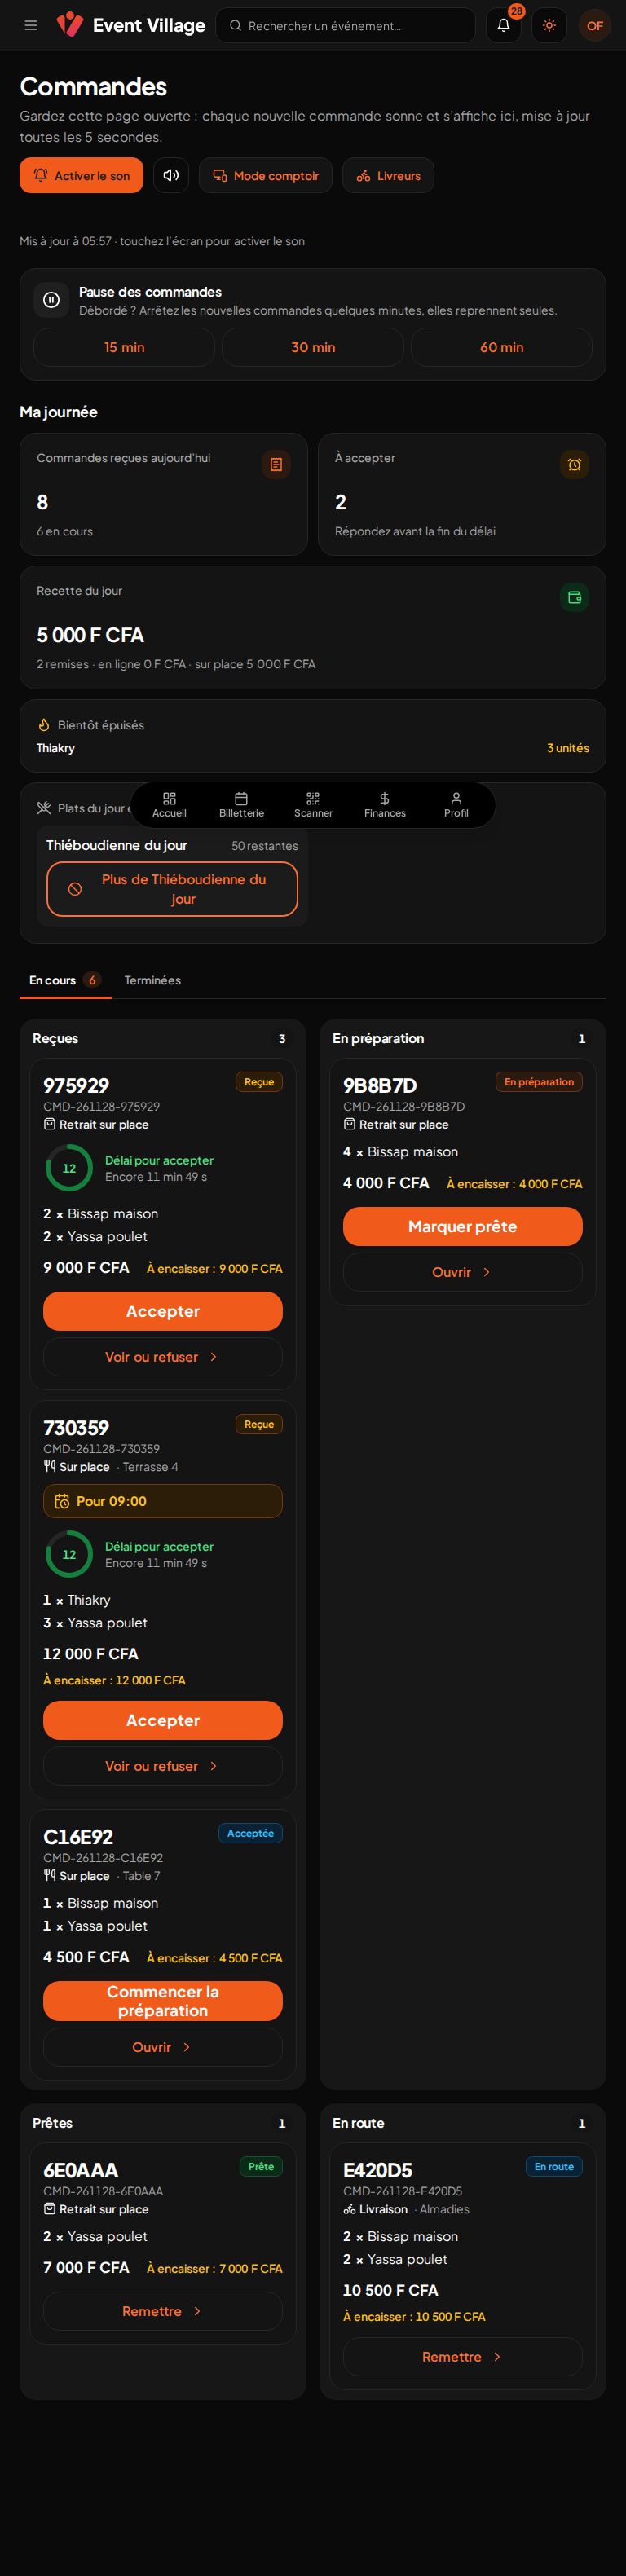 Event Village
Rechercher un événement...
28
OF
Commandes
Gardez cette page ouverte : chaque nouvelle commande sonne et s'affiche ici, mise à jour
toutes les 5 secondes.
Activer le son
Mode comptoir
Livreurs
Mis à jour à 05:57 · touchez l'écran pour activer le son
Pause des commandes
Débordé ? Arrêtez les nouvelles commandes quelques minutes, elles reprennent seules.
15 min
30 min
60 min
Ma journée
Commandes reçues aujourd'hui
8
6 en cours
À accepter
2
Répondez avant la fin du délai
Recette du jour
5 000 F CFA
2 remises · en ligne 0 F CFA · sur place 5 000 F CFA
Bientôt épuisés
Thiakry
3 unités
Plats du jour
Accueil
Billetterie
Scanner
Finances
Profil
Thiéboudienne du jour
50 restantes
Plus de Thiéboudienne du
jour
En cours 6
Terminées
Reçues
3
975929
Reçue
CMD-261128-975929
Retrait sur place
12
Délai pour accepter
Encore 11 min 49 s
2 × Bissap maison
2 × Yassa poulet
9 000 F CFA
À encaisser : 9 000 F CFA
Accepter
Voir ou refuser
730359
Reçue
CMD-261128-730359
Sur place · Terrasse 4
Pour 09:00
12
Délai pour accepter
Encore 11 min 49 s
1 × Thiakry
3 × Yassa poulet
12 000 F CFA
À encaisser : 12 000 F CFA
Accepter
Voir ou refuser
C16E92
Acceptée
CMD-261128-C16E92
Sur place · Table 7
1 × Bissap maison
1 × Yassa poulet
4 500 F CFA
À encaisser : 4 500 F CFA
Commencer la
préparation
Ouvrir
En préparation
1
9B8B7D
En préparation
CMD-261128-9B8B7D
Retrait sur place
4 × Bissap maison
4 000 F CFA
À encaisser : 4 000 F CFA
Marquer prête
Ouvrir
Prêtes
1
6E0AAA
Prête
CMD-261128-6E0AAA
Retrait sur place
2 × Yassa poulet
7 000 F CFA
À encaisser : 7 000 F CFA
Remettre
En route
1
E420D5
En route
CMD-261128-E420D5
Livraison · Almadies
2 × Bissap maison
2 × Yassa poulet
10 500 F CFA
À encaisser : 10 500 F CFA
Remettre